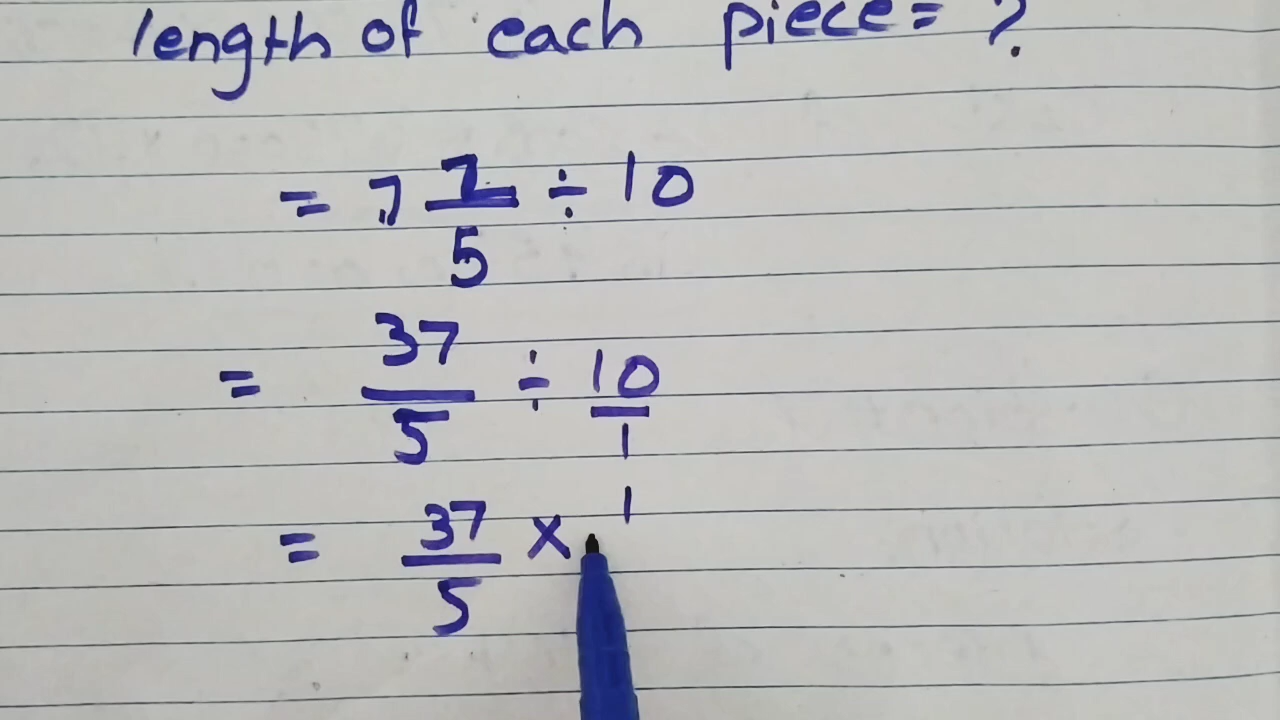 length of each piece = ?
= 7 2/5 ÷ 10
= 37/5 ÷ 10/1
= 37/5 × 1